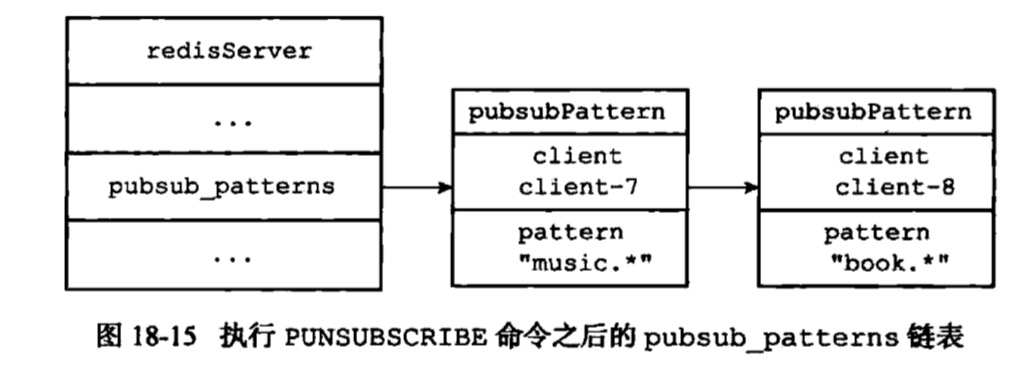 redisServer
...
pubsub_patterns
...
pubsubPattern
client
client-7
pattern
"music.*"
pubsubPattern
client
client-8
pattern
"book.*"
图 18-15 执行 PUNSUBSCRIBE 命令之后的 pubsub_patterns 链表